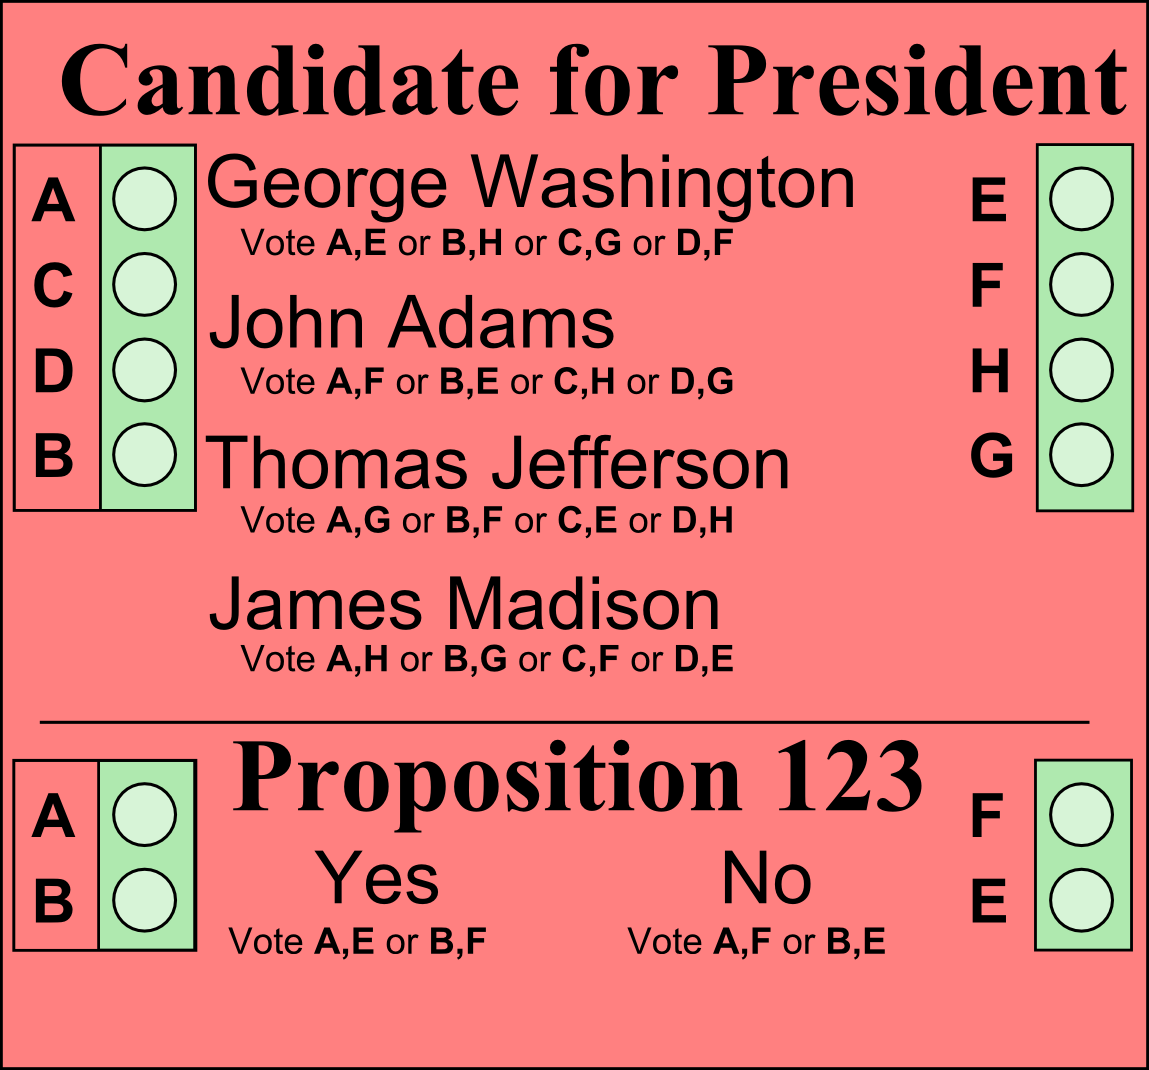 Candidate for President
A
C
D
B
George Washington
Vote A,E or B,H or C,G or D,F
John Adams
Vote A,F or B,E or C,H or D,G
Thomas Jefferson
Vote A,G or B,F or C,E or D,H
James Madison
Vote A,H or B,G or C,F or D,E
E
F
H
G
Proposition 123
A
B
Yes
Vote A,E or B,F
No
Vote A,F or B,E
F
E